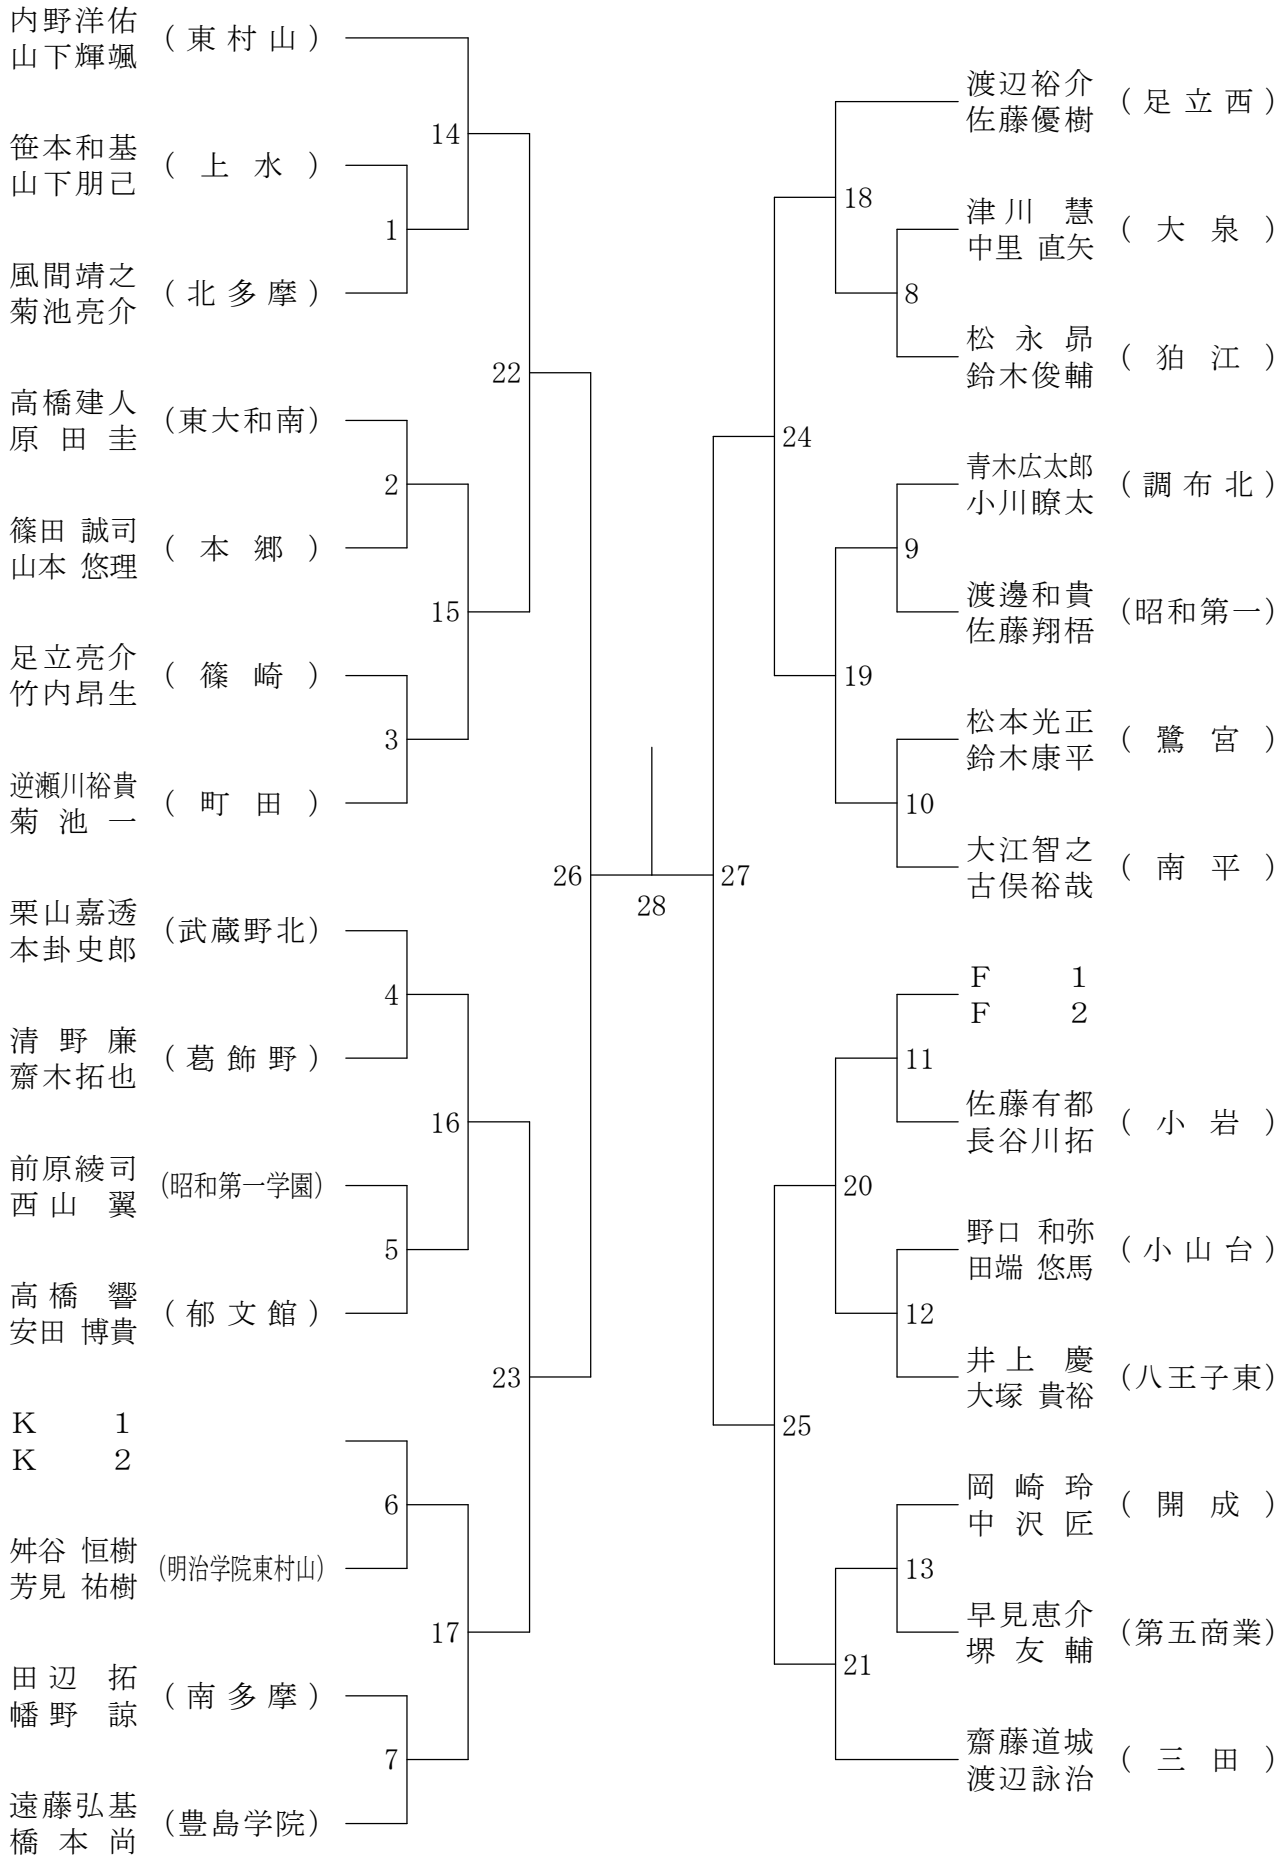 内野洋佑
山下輝颯
(東村山)
笹本和基
山下朋己
(上水)
風間靖之
菊池亮介
(北多摩)
高橋建人
原田圭
(東大和南)
篠田 誠司
山本 悠理
(本郷)
足立亮介
竹内昂生
(篠崎)
逆瀬川裕貴
菊池一
(町田)
栗山嘉透
本卦史郎
(武蔵野北)
清野廉
齋木拓也
(葛飾野)
前原綾司
西山 翼
(昭和第一学園)
高橋 響
安田 博貴
(郁文館)
K 1
K 2
舛谷 恒樹
芳見 祐樹
(明治学院東村山)
田辺 拓
幡野 諒
(南多摩)
遠藤弘基
橋本尚
(豊島学院)
1
2
3
4
5
6
7
14
15
16
17
22
23
26
28
27
24
25
18
19
20
21
8
9
10
11
12
13
渡辺裕介
佐藤優樹
(足立西)
津川 慧
中里 直矢
(大泉)
松永昴
鈴木俊輔
(狛江)
青木広太郎
小川瞭太
(調布北)
渡邊和貴
佐藤翔梧
(昭和第一)
松本光正
鈴木康平
(鷺宮)
大江智之
古俣裕哉
(南平)
F 1
F 2
佐藤有都
長谷川拓
(小岩)
野口 和弥
田端 悠馬
(小山台)
井上 慶
大塚 貴裕
(八王子東)
岡崎玲
中沢匠
(開成)
早見恵介
堺友輔
(第五商業)
齋藤道城
渡辺詠治
(三田)